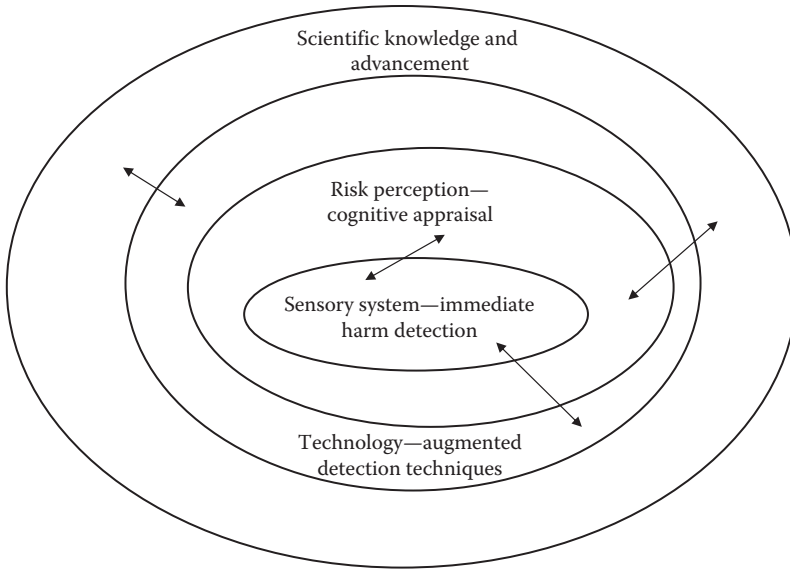 Scientific knowledge and
advancement
Risk perception—
cognitive appraisal
Sensory system—immediate
harm detection
Technology—augmented
detection techniques